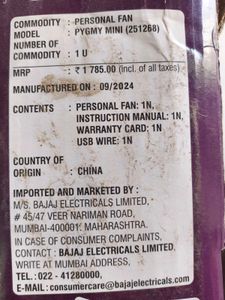 COMMODITY : PERSONAL FAN
MODEL : PYGMY MINI (251268)
NUMBER OF
COMMODITY : 1 U
MRP : ₹ 1 785.00 (incl. of all taxes)
MANUFACTURED ON : 09/2024
CONTENTS : PERSONAL FAN: 1N,
INSTRUCTION MANUAL: 1N,
WARRANTY CARD: 1N
USB WIRE: 1N
COUNTRY OF
ORIGIN : CHINA
IMPORTED AND MARKETED BY :
M/S. BAJAJ ELECTRICALS LIMITED,
# 45/47 VEER NARIMAN ROAD,
MUMBAI-400001. MAHARASHTRA.
IN CASE OF CONSUMER COMPLAINTS,
CONTACT : BAJAJ ELECTRICALS LIMITED,
WRITE AT MUMBAI ADDRESS,
TEL: 022 - 41280000,
E-MAIL : consumercare@bajajelectricals.com